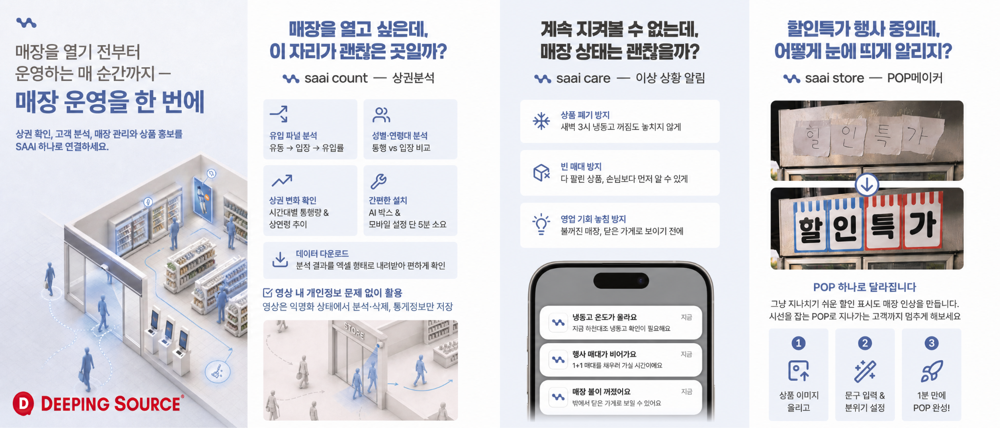 매장을 열기 전부터
운영하는 매 순간까지 —
매장 운영을 한 번에
상권 확인, 고객 분석, 매장 관리와 상품 홍보를
SAAI 하나로 연결하세요.
DEEPING SOURCE®
매장을 열고 싶은데,
이 자리가 괜찮은 곳일까?
saai count — 상권분석
유입 파널 분석
유동 → 입장 → 유입률
성별·연령대 분석
통행 vs 입장 비교
상권 변화 확인
시간대별 통행량 &
상연령 추이
간편한 설치
AI 박스 &
모바일 설정 단 5분 소요
데이터 다운로드
분석 결과를 엑셀 형태로 내려받아 편하게 확인
영상 내 개인정보 문제 없이 활용
영상은 익명화 상태에서 분석·삭제, 통계정보만 저장
STORE
계속 지켜볼 수 없는데,
매장 상태는 괜찮을까?
saai care — 이상 상황 알림
상품 폐기 방지
새벽 3시 냉동고 꺼짐도 놓치지 않게
빈 매대 방지
다 팔린 상품, 손님보다 먼저 알 수 있게
영업 기회 놓침 방지
불꺼진 매장, 닫은 가게로 보이기 전에
냉동고 온도가 올라요
지금
지금 하천대조 냉동고 확인이 필요해요
행사 매대가 비어가요
지금
1+1 매대를 채우러 가실 시간이에요
매장 불이 꺼졌어요
지금
밖에서 닫은 가게로 보일 수 있어요
할인특가 행사 중인데,
어떻게 눈에 띄게 알리지?
saai store — POP메이커
할인특가
할인특가
POP 하나로 달라집니다
그냥 지나치기 쉬운 할인 표시도 매장 인상을 만듭니다.
시선을 잡는 POP로 지나가는 고객까지 멈추게 해보세요
1
상품 이미지
올리고
2
문구 입력 &
분위기 설정
3
1분 만에
POP 완성!